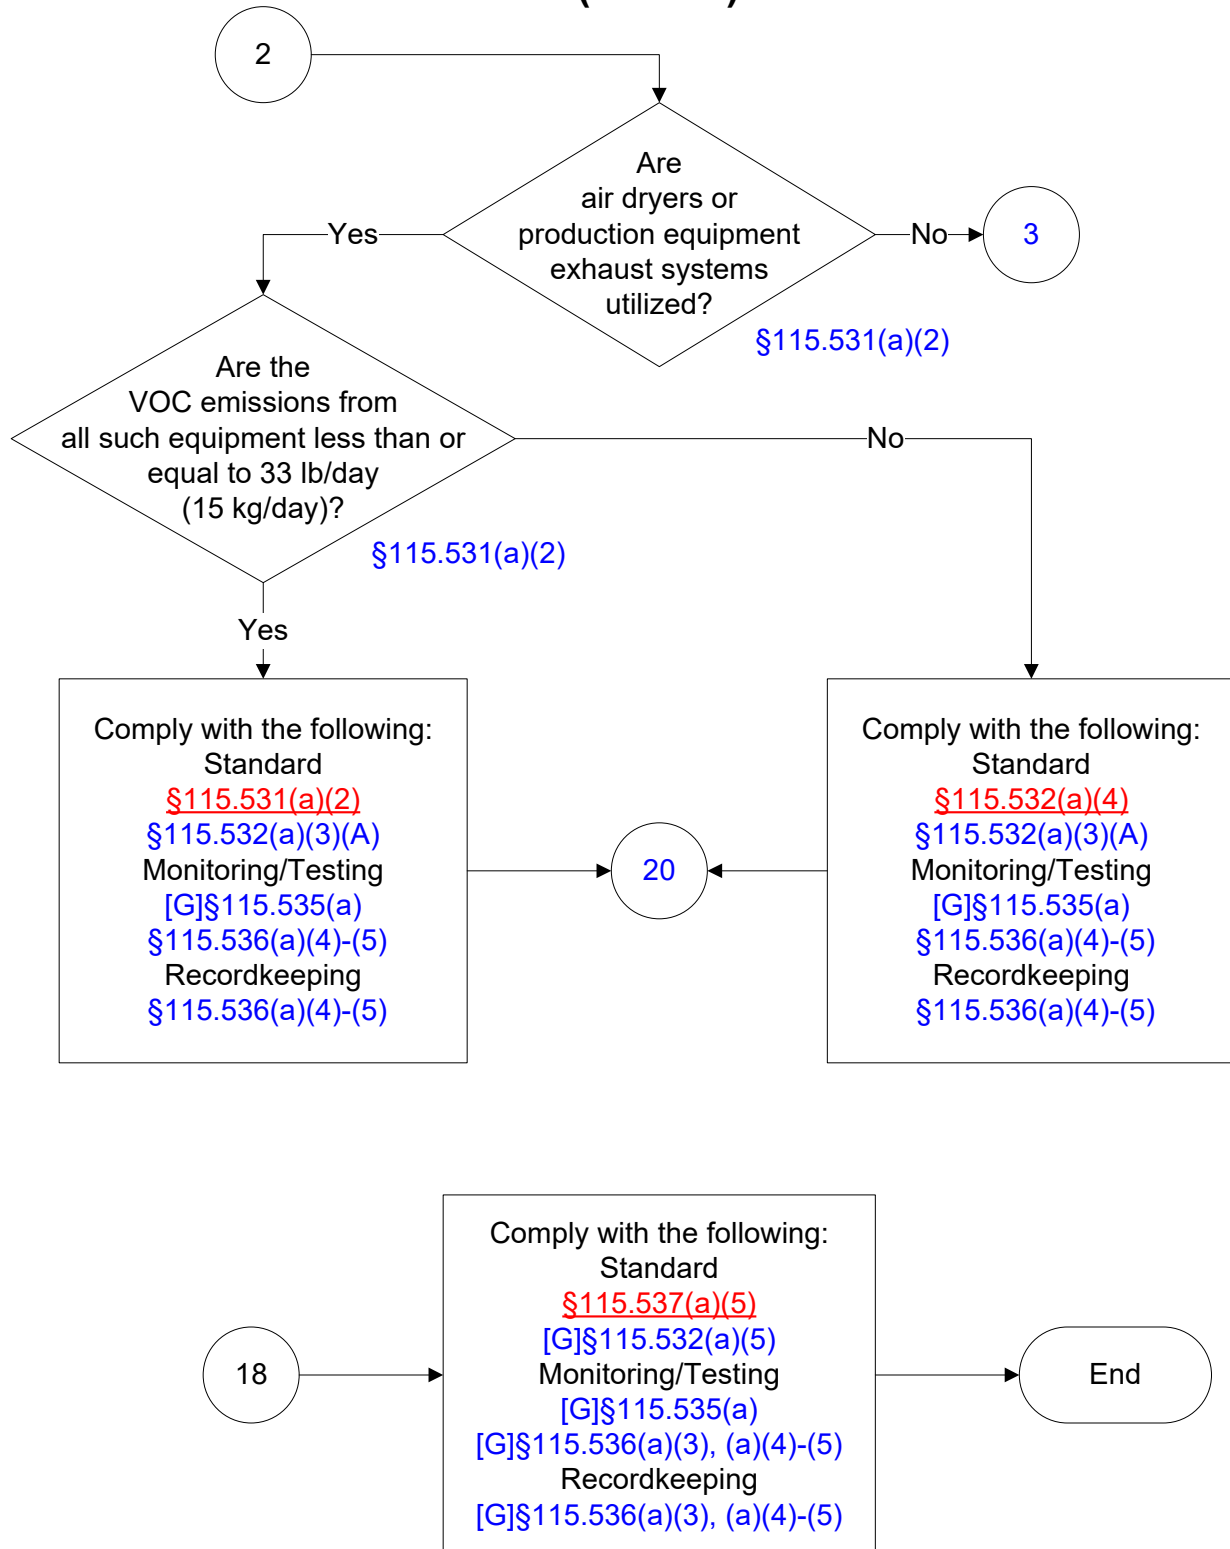 2
Are
air dryers or
production equipment
exhaust systems
utilized?
Yes
No
3
§115.531(a)(2)
Are the
VOC emissions from
all such equipment less than or
equal to 33 lb/day
(15 kg/day)?
No
§115.531(a)(2)
Yes
Comply with the following:
Standard
§115.531(a)(2)
§115.532(a)(3)(A)
Monitoring/Testing
[G]§115.535(a)
§115.536(a)(4)-(5)
Recordkeeping
§115.536(a)(4)-(5)
20
Comply with the following:
Standard
§115.532(a)(4)
§115.532(a)(3)(A)
Monitoring/Testing
[G]§115.535(a)
§115.536(a)(4)-(5)
Recordkeeping
§115.536(a)(4)-(5)
18
Comply with the following:
Standard
§115.537(a)(5)
[G]§115.532(a)(5)
Monitoring/Testing
[G]§115.535(a)
[G]§115.536(a)(3), (a)(4)-(5)
Recordkeeping
[G]§115.536(a)(3), (a)(4)-(5)
End